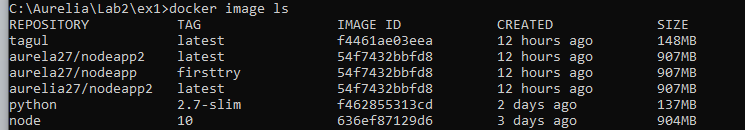 C:\Aurelia\Lab2\ex1>docker image ls
REPOSITORY TAG IMAGE ID CREATED SIZE
tagul latest f4461ae03eea 12 hours ago 148MB
aurela27/nodeapp2 latest 54f7432bbfd8 12 hours ago 907MB
aurela27/nodeapp firsttry 54f7432bbfd8 12 hours ago 907MB
aurelia27/nodeapp2 latest 54f7432bbfd8 12 hours ago 907MB
python 2.7-slim f462855313cd 2 days ago 137MB
node 10 636ef87129d6 3 days ago 904MB